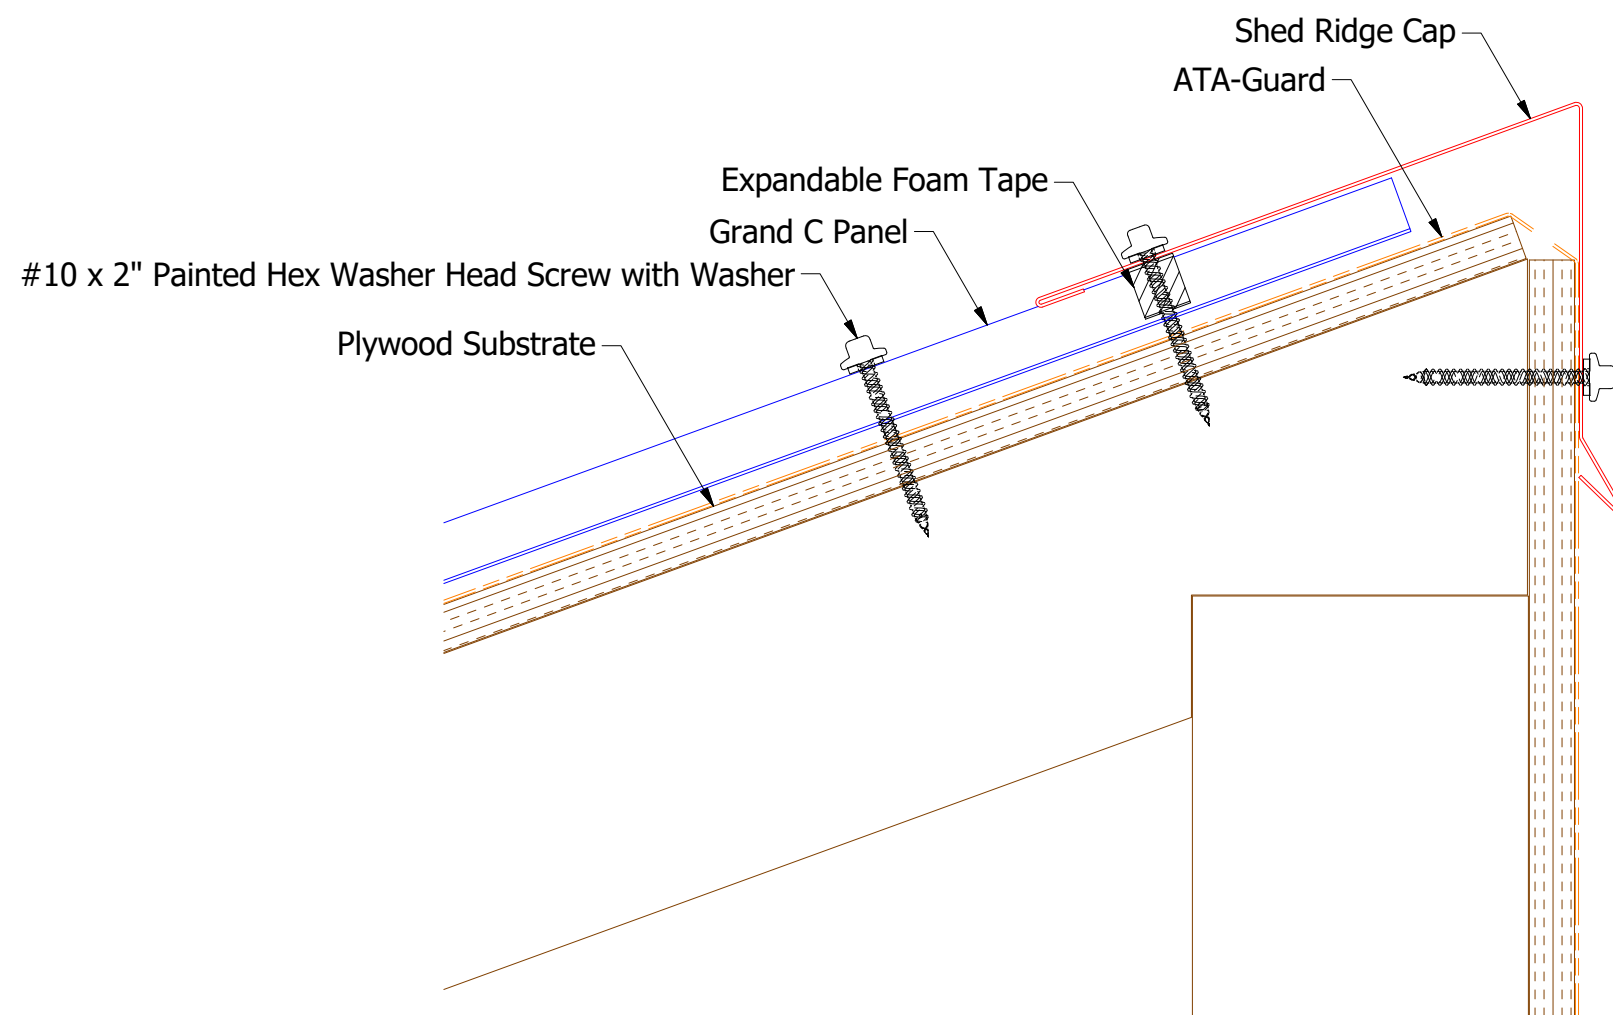 Shed Ridge Cap
ATA-Guard
Expandable Foam Tape
Grand C Panel
#10 x 2" Painted Hex Washer Head Screw with Washer
Plywood Substrate